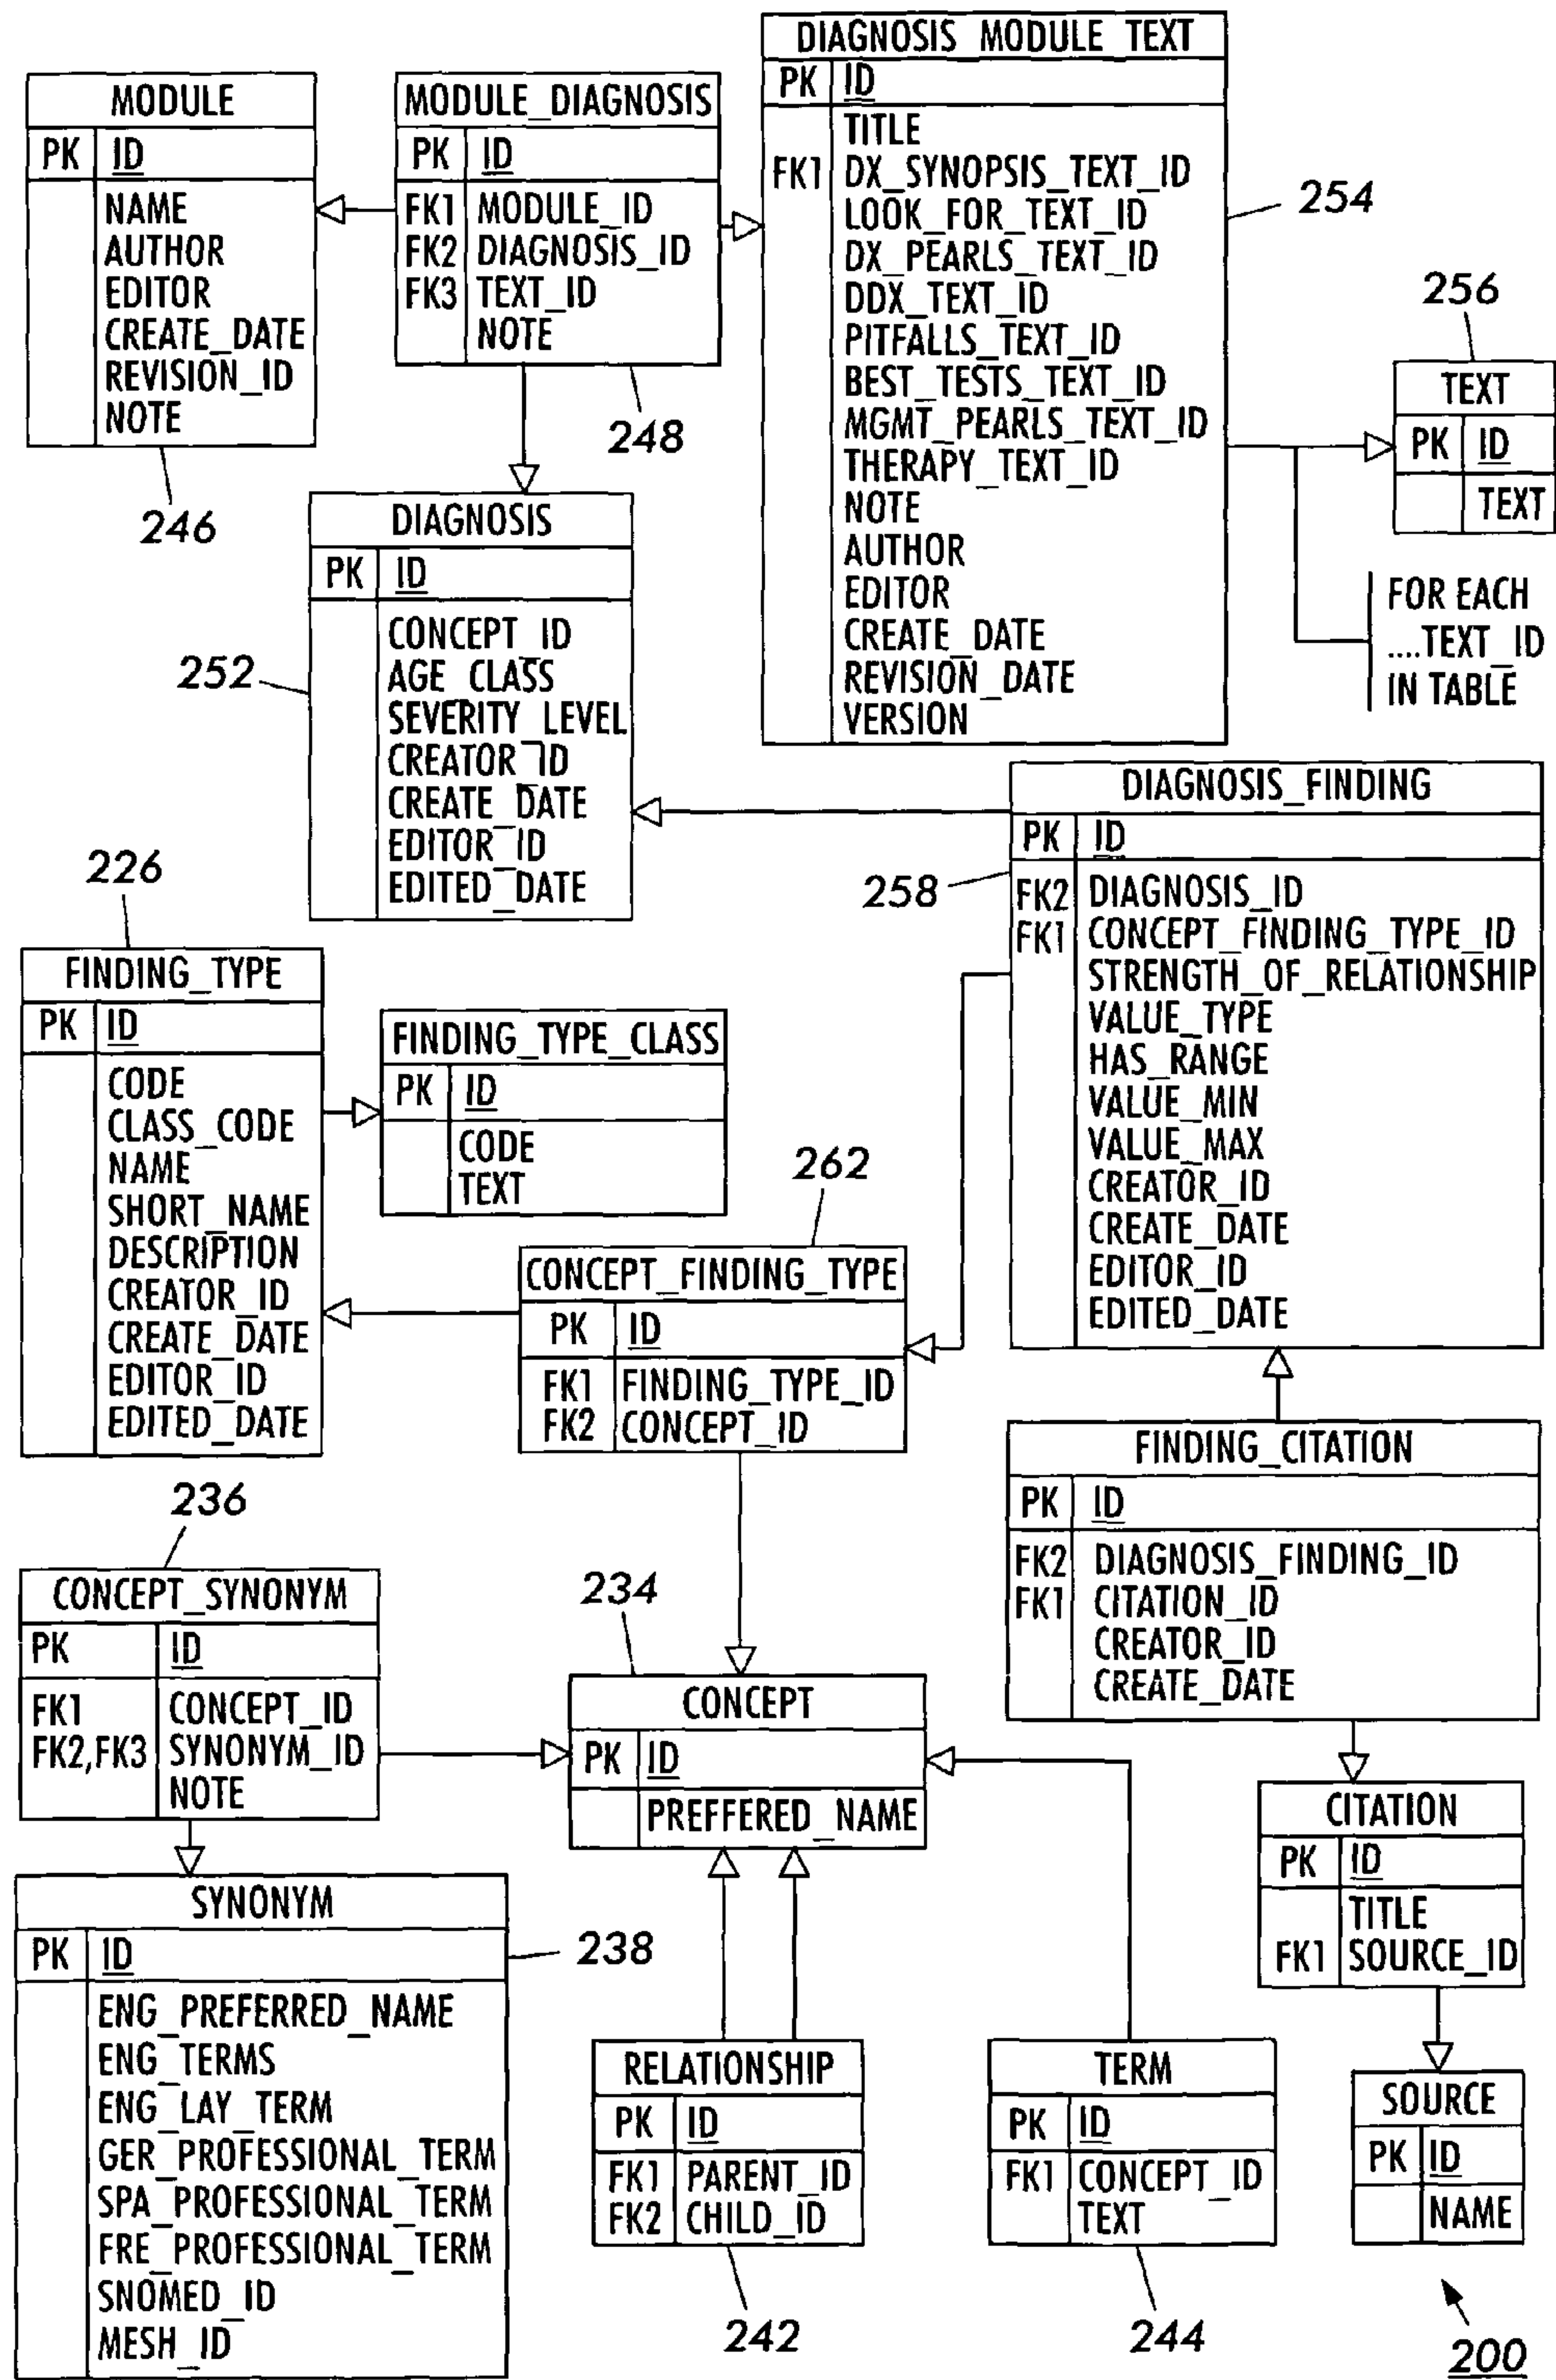 MODULE
PK ID
NAME
AUTHOR
EDITOR
CREATE_DATE
REVISION_ID
NOTE
246
MODULE_DIAGNOSIS
PK ID
FK1 MODULE_ID
FK2 DIAGNOSIS_ID
FK3 TEXT_ID
NOTE
248
DIAGNOSIS_MODULE_TEXT
PK ID
TITLE
FK1 DX_SYNOPSIS_TEXT_ID
LOOK_FOR_TEXT_ID
DX_PEARLS_TEXT_ID
DDX_TEXT_ID
PITFALLS_TEXT_ID
BEST_TESTS_TEXT_ID
MGMT_PEARLS_TEXT_ID
THERAPY_TEXT_ID
NOTE
AUTHOR
EDITOR
CREATE_DATE
REVISION_DATE
VERSION
254
256
TEXT
PK ID
TEXT
FOR EACH
....TEXT_ID
IN TABLE
DIAGNOSIS
PK ID
CONCEPT_ID
AGE_CLASS
SEVERITY_LEVEL
CREATOR_ID
CREATE_DATE
EDITOR_ID
EDITED_DATE
252
DIAGNOSIS_FINDING
PK ID
FK2 DIAGNOSIS_ID
FK1 CONCEPT_FINDING_TYPE_ID
STRENGTH_OF_RELATIONSHIP
VALUE_TYPE
HAS_RANGE
VALUE_MIN
VALUE_MAX
CREATOR_ID
CREATE_DATE
EDITOR_ID
EDITED_DATE
258
226
FINDING_TYPE
PK ID
CODE
CLASS_CODE
NAME
SHORT_NAME
DESCRIPTION
CREATOR_ID
CREATE_DATE
EDITOR_ID
EDITED_DATE
FINDING_TYPE_CLASS
PK ID
CODE
TEXT
262
CONCEPT_FINDING_TYPE
PK ID
FK1 FINDING_TYPE_ID
FK2 CONCEPT_ID
FINDING_CITATION
PK ID
FK2 DIAGNOSIS_FINDING_ID
FK1 CITATION_ID
CREATOR_ID
CREATE_DATE
236
CONCEPT_SYNONYM
PK ID
FK1 CONCEPT_ID
FK2,FK3 SYNONYM_ID
NOTE
234
CONCEPT
PK ID
PREFFERED_NAME
CITATION
PK ID
TITLE
FK1 SOURCE_ID
SYNONYM
PK ID
ENG_PREFERRED_NAME
ENG_TERMS
ENG_LAY_TERM
GER_PROFESSIONAL_TERM
SPA_PROFESSIONAL_TERM
FRE_PROFESSIONAL_TERM
SNOMED_ID
MESH_ID
238
RELATIONSHIP
PK ID
FK1 PARENT_ID
FK2 CHILD_ID
242
TERM
PK ID
FK1 CONCEPT_ID
TEXT
244
SOURCE
PK ID
NAME
200